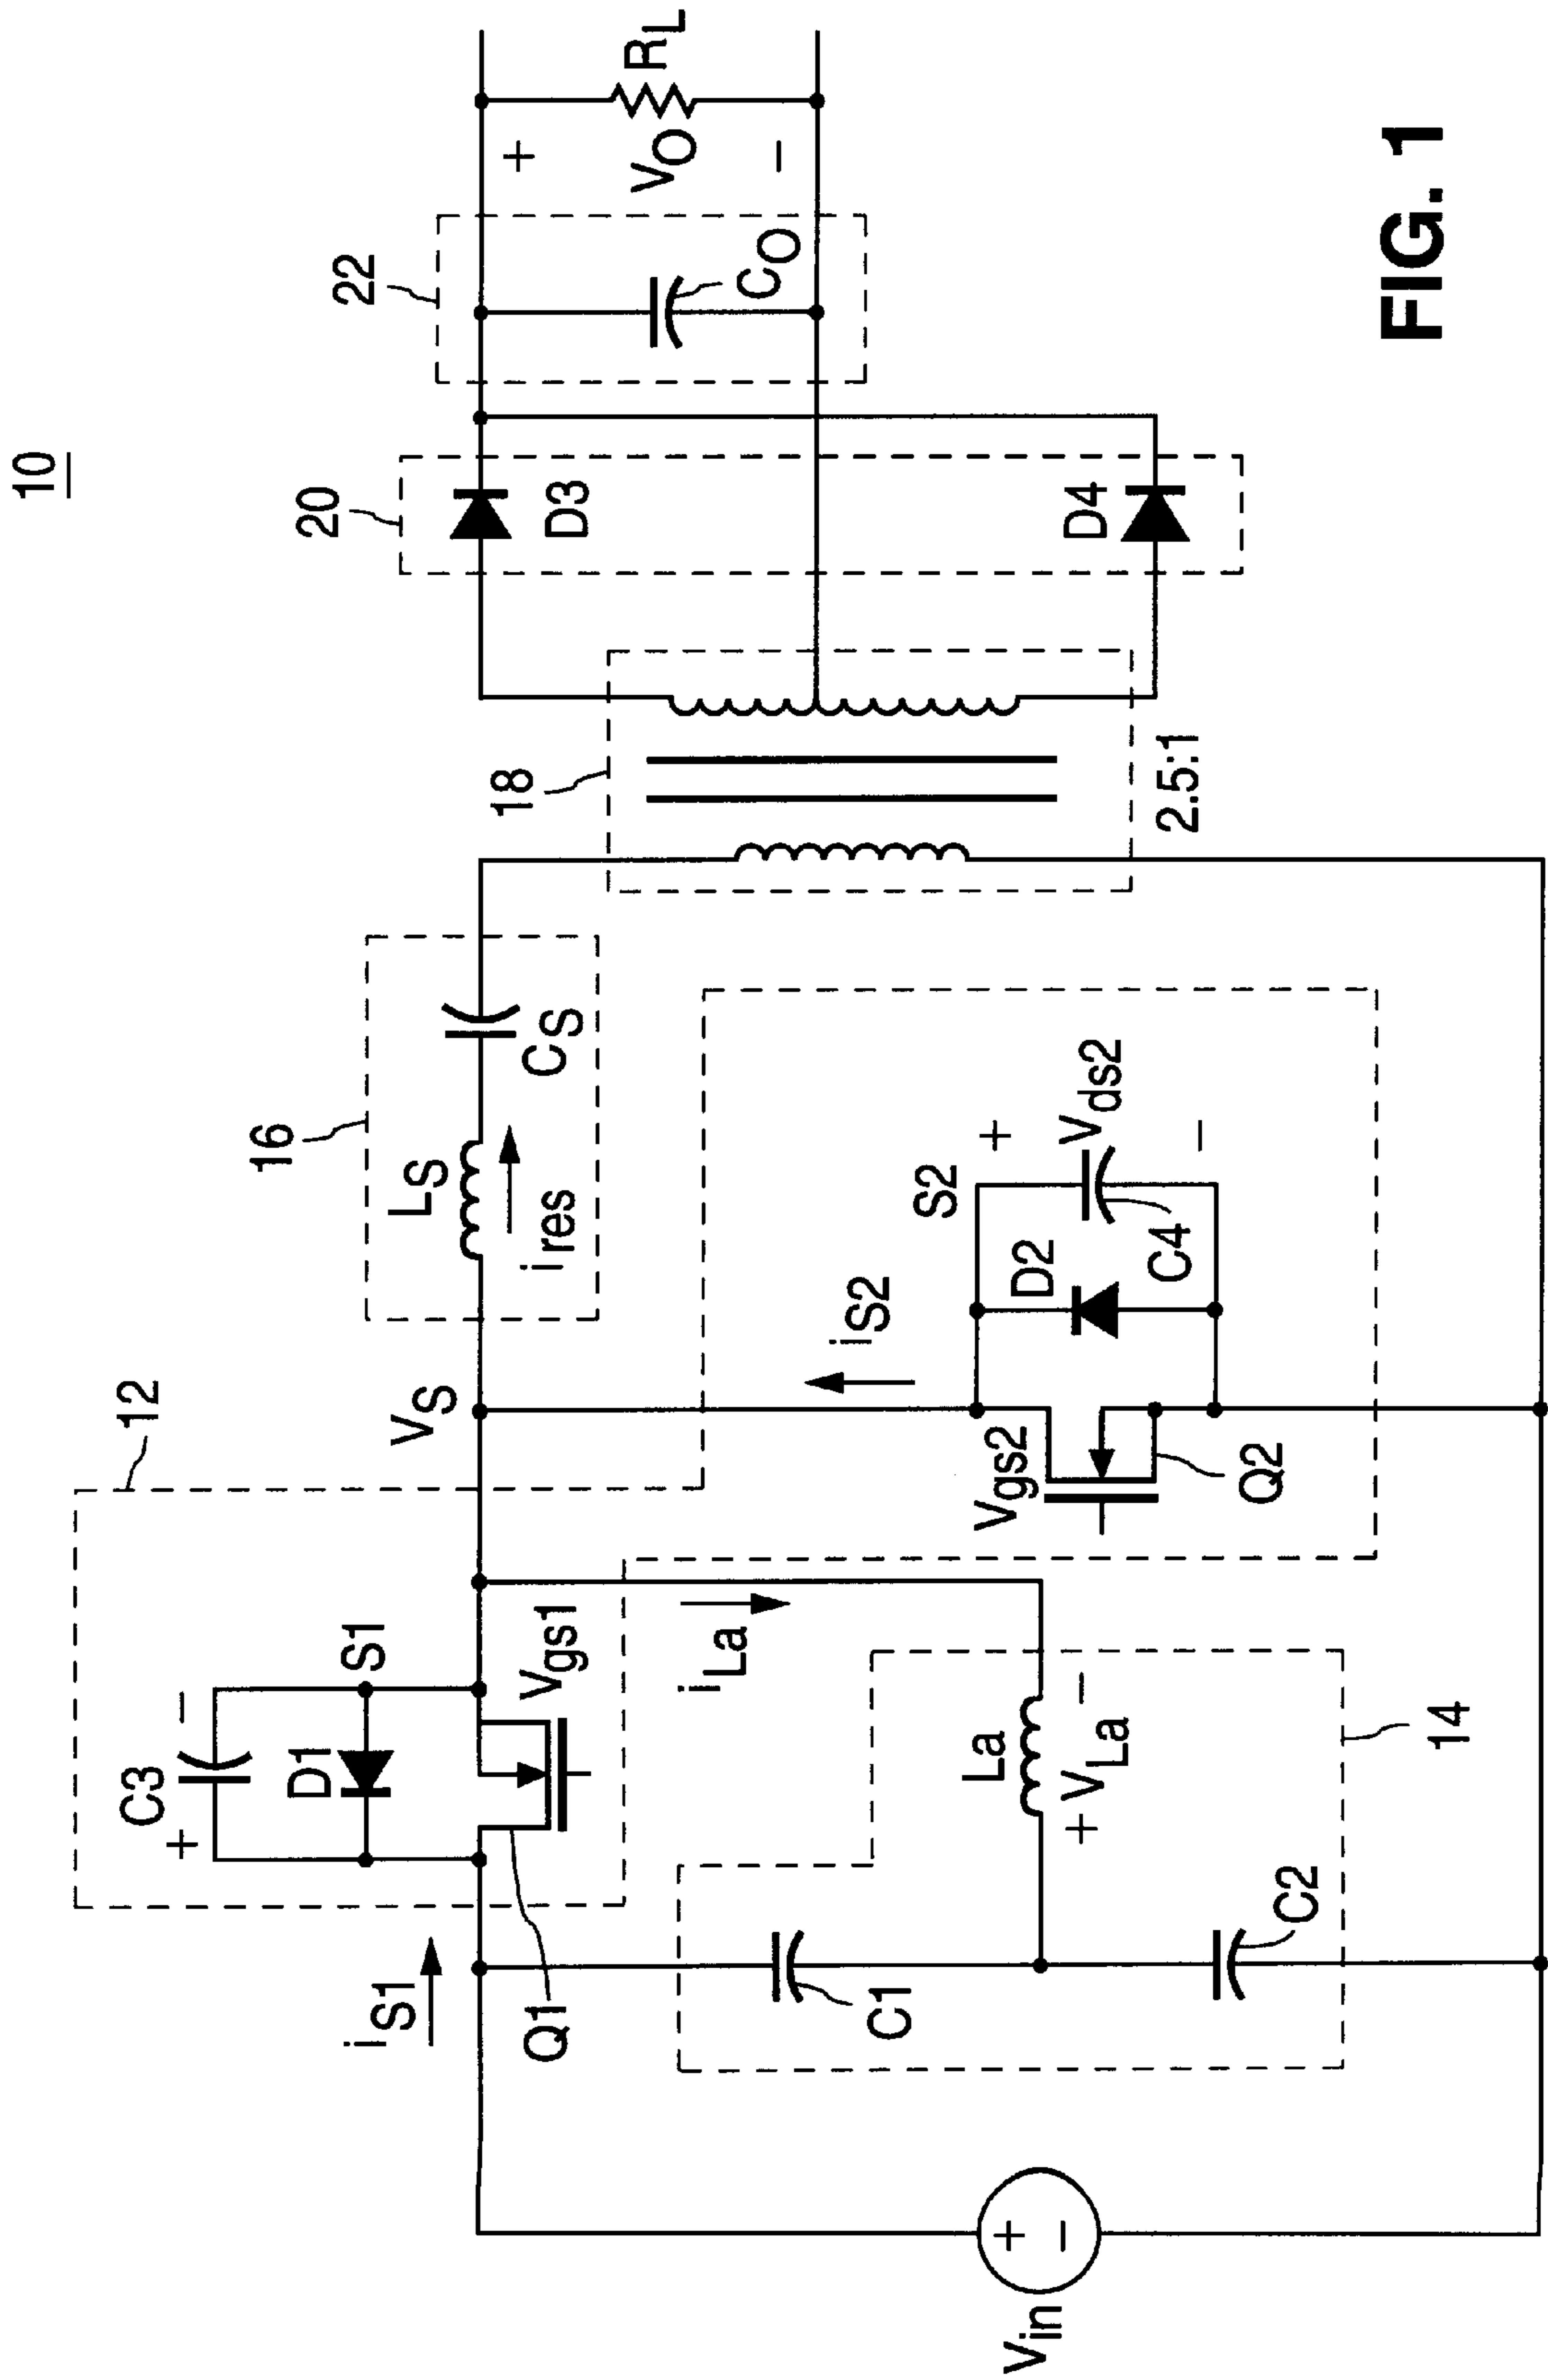 10
12
C3
+
−
D1
S1
iS1
Q1
Vgs1
VS
16
LS
ires
CS
18
2.5:1
20
D3
D4
22
CO
+
VO
−
RL
iLa
iS2
Vgs2
Q2
S2
D2
C4
+
Vds2
−
C1
C2
La
+
VLa
−
14
Vin
+
−
FIG. 1